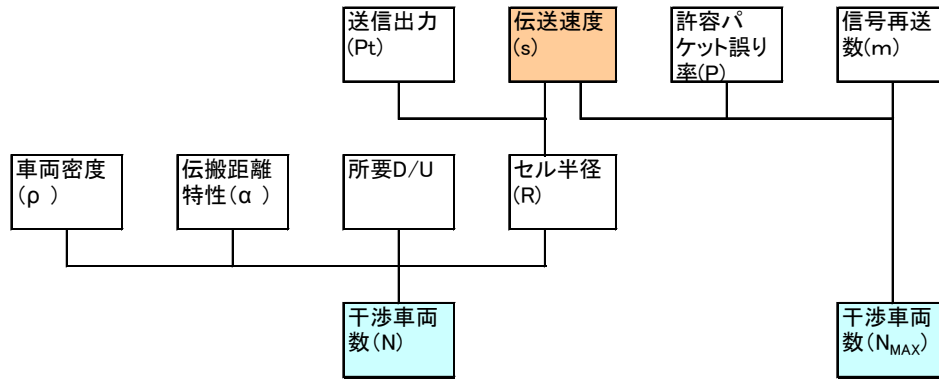 送信出力
(Pt)
伝送速度
(s)
許容パ
ケット誤り
率(P)
信号再送
数(m)
車両密度
(ρ )
伝搬距離
特性(α )
所要D/U
セル半径
(R)
干渉車両
数(N)
干渉車両
数(NMAX)